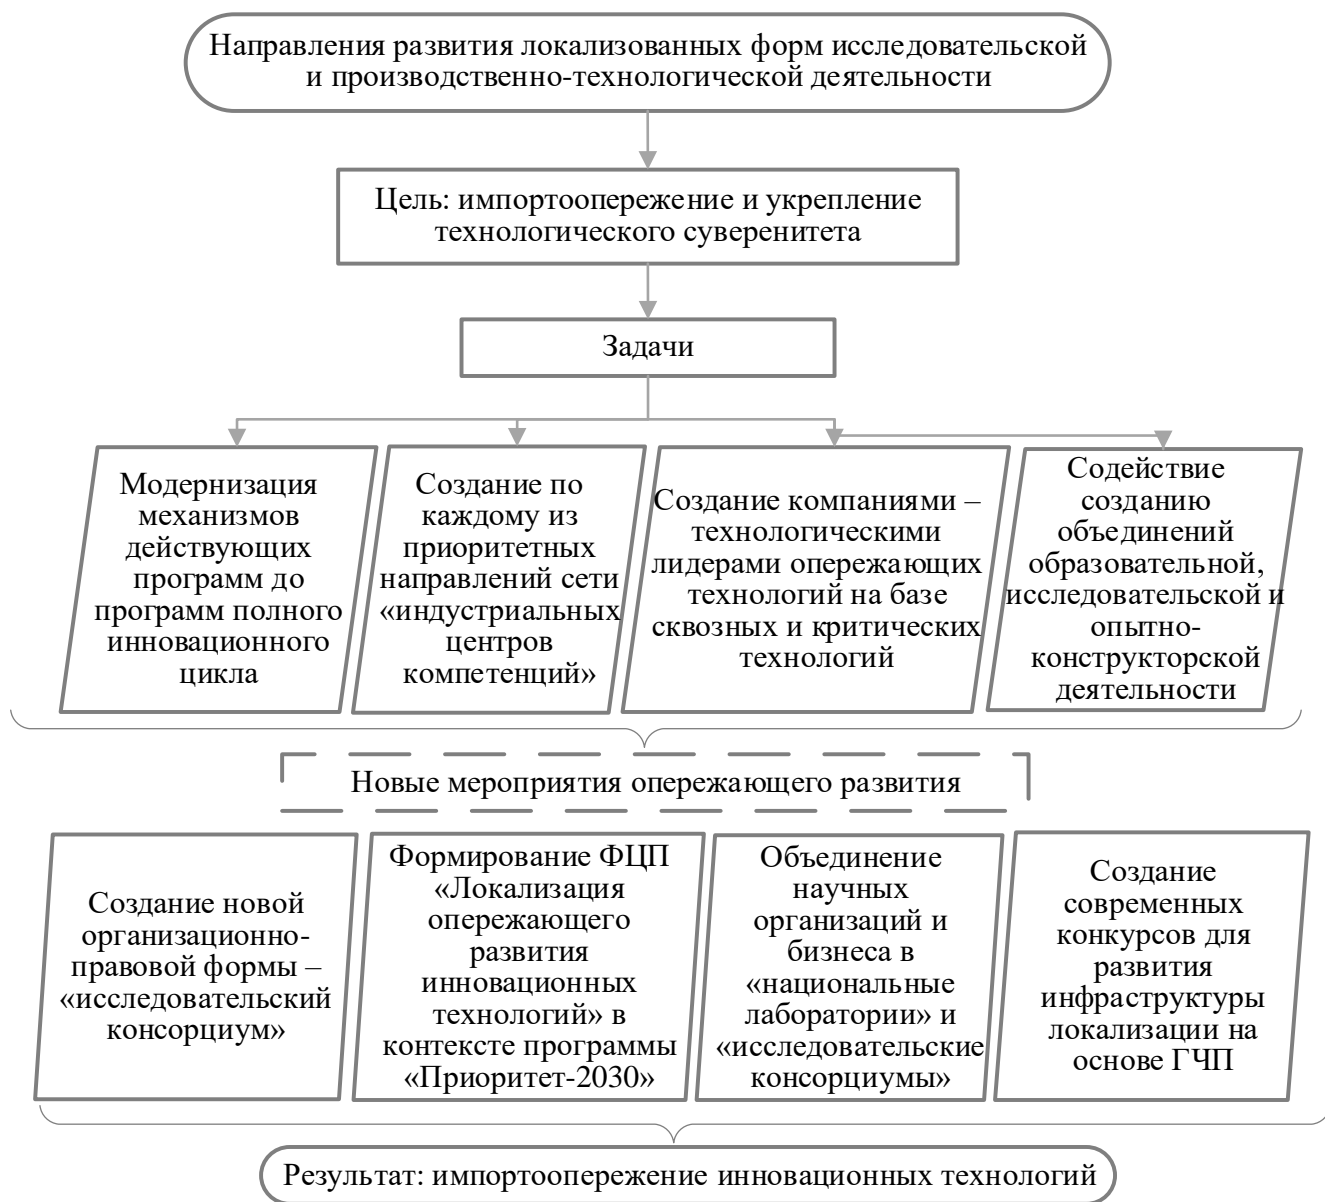 Направления развития локализованных форм исследовательской
и производственно-технологической деятельности
Цель: импортоопережение и укрепление
технологического суверенитета
Задачи
Модернизация
механизмов
действующих
программ до
программ полного
инновационного
цикла
Создание по
каждому из
приоритетных
направлений сети
«индустриальных
центров
компетенций»
Создание компаниями –
технологическими
лидерами опережающих
технологий на базе
сквозных и критических
технологий
Содействие
созданию
объединений
образовательной,
исследовательской и
опытно-
конструкторской
деятельности
Новые мероприятия опережающего развития
Создание новой
организационно-
правовой формы –
«исследовательский
консорциум»
Формирование ФЦП
«Локализация
опережающего
развития
инновационных
технологий» в
контексте программы
«Приоритет-2030»
Объединение
научных
организаций и
бизнеса в
«национальные
лаборатории» и
«исследовательские
консорциумы»
Создание
современных
конкурсов для
развития
инфраструктуры
локализации на
основе ГЧП
Результат: импортоопережение инновационных технологий